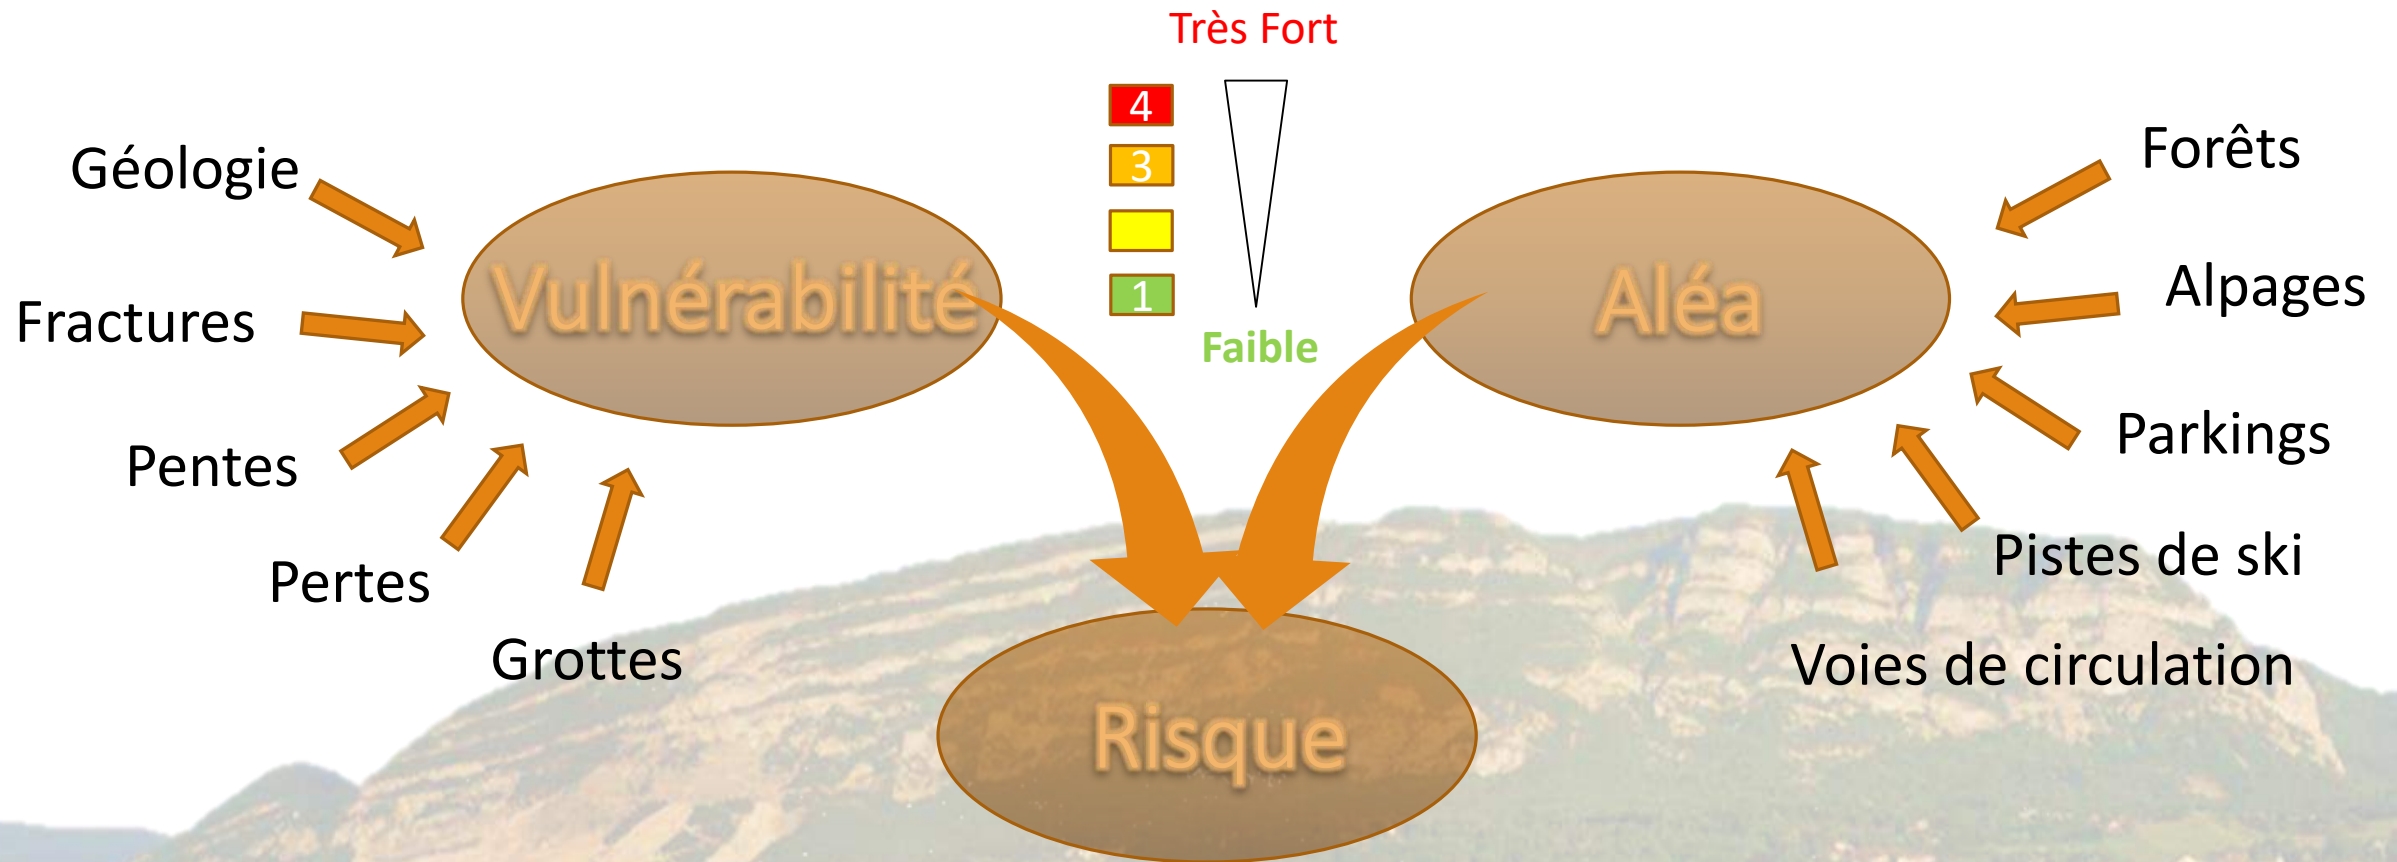 Très Fort
4
3
1
Faible
Géologie
Fractures
Pentes
Pertes
Grottes
Vulnérabilité
Aléa
Forêts
Alpages
Parkings
Pistes de ski
Voies de circulation
Risque